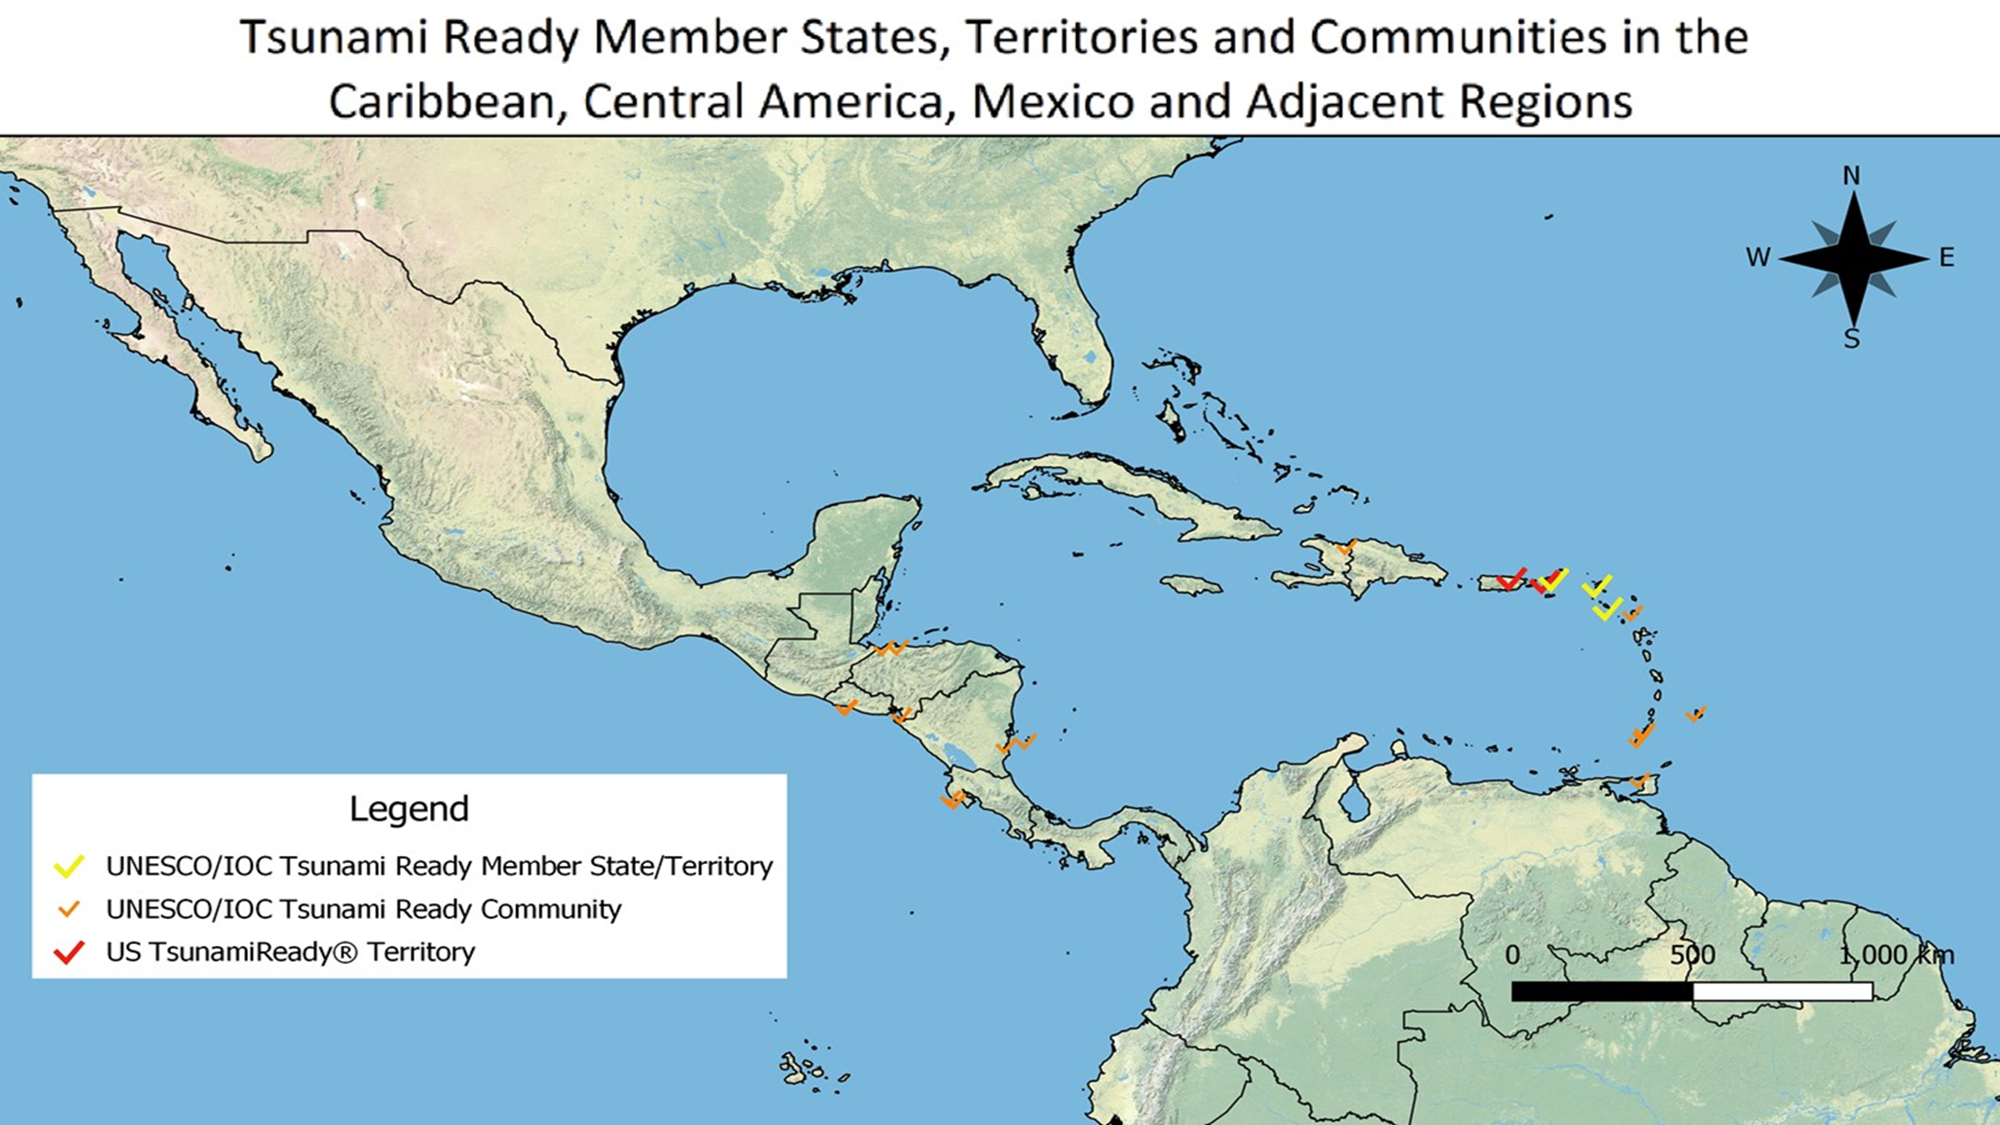 Tsunami Ready Member States, Territories and Communities in the
Caribbean, Central America, Mexico and Adjacent Regions
N
W E
S
Legend
UNESCO/IOC Tsunami Ready Member State/Territory
UNESCO/IOC Tsunami Ready Community
US TsunamiReady® Territory
0 500 1,000 km